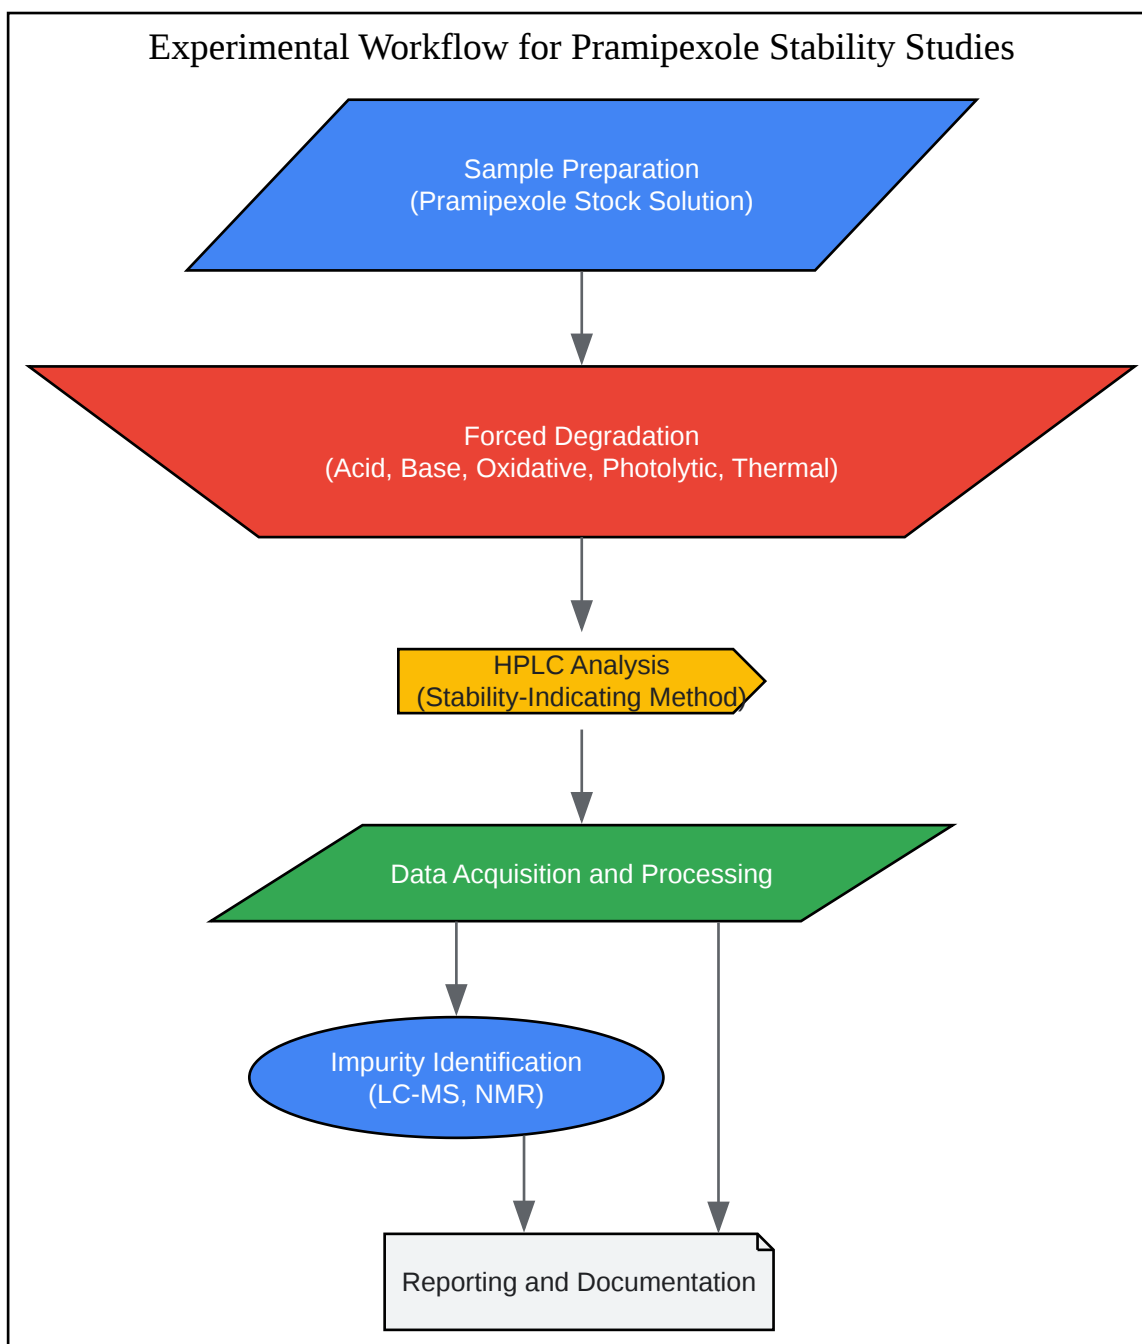 Experimental Workflow for Pramipexole Stability Studies
Sample Preparation
(Pramipexole Stock Solution)
Forced Degradation
(Acid, Base, Oxidative, Photolytic, Thermal)
HPLC Analysis
(Stability-Indicating Method)
Data Acquisition and Processing
Impurity Identification
(LC-MS, NMR)
Reporting and Documentation